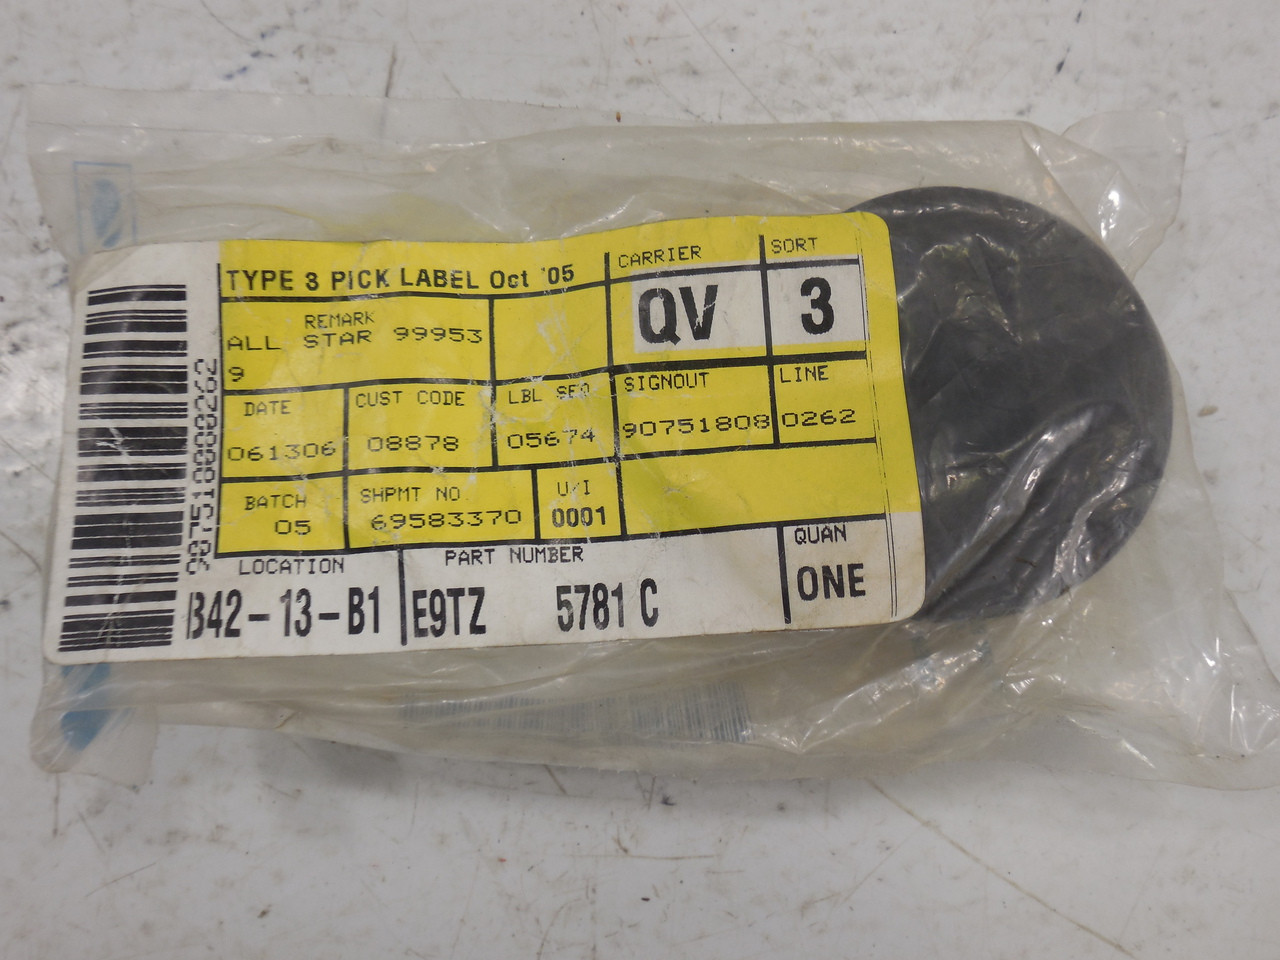 TYPE 3 PICK LABEL Oct '05
CARRIER
QV
SORT
3
REMARK
ALL STAR 99953
9
DATE
061306
CUST CODE
08878
LBL SEQ
05674
SIGNOUT
90751808
LINE
0262
BATCH
05
SHPMT NO.
69583370
U/I
0001
LOCATION
B42-13-B1
PART NUMBER
E9TZ 5781 C
QUAN
ONE